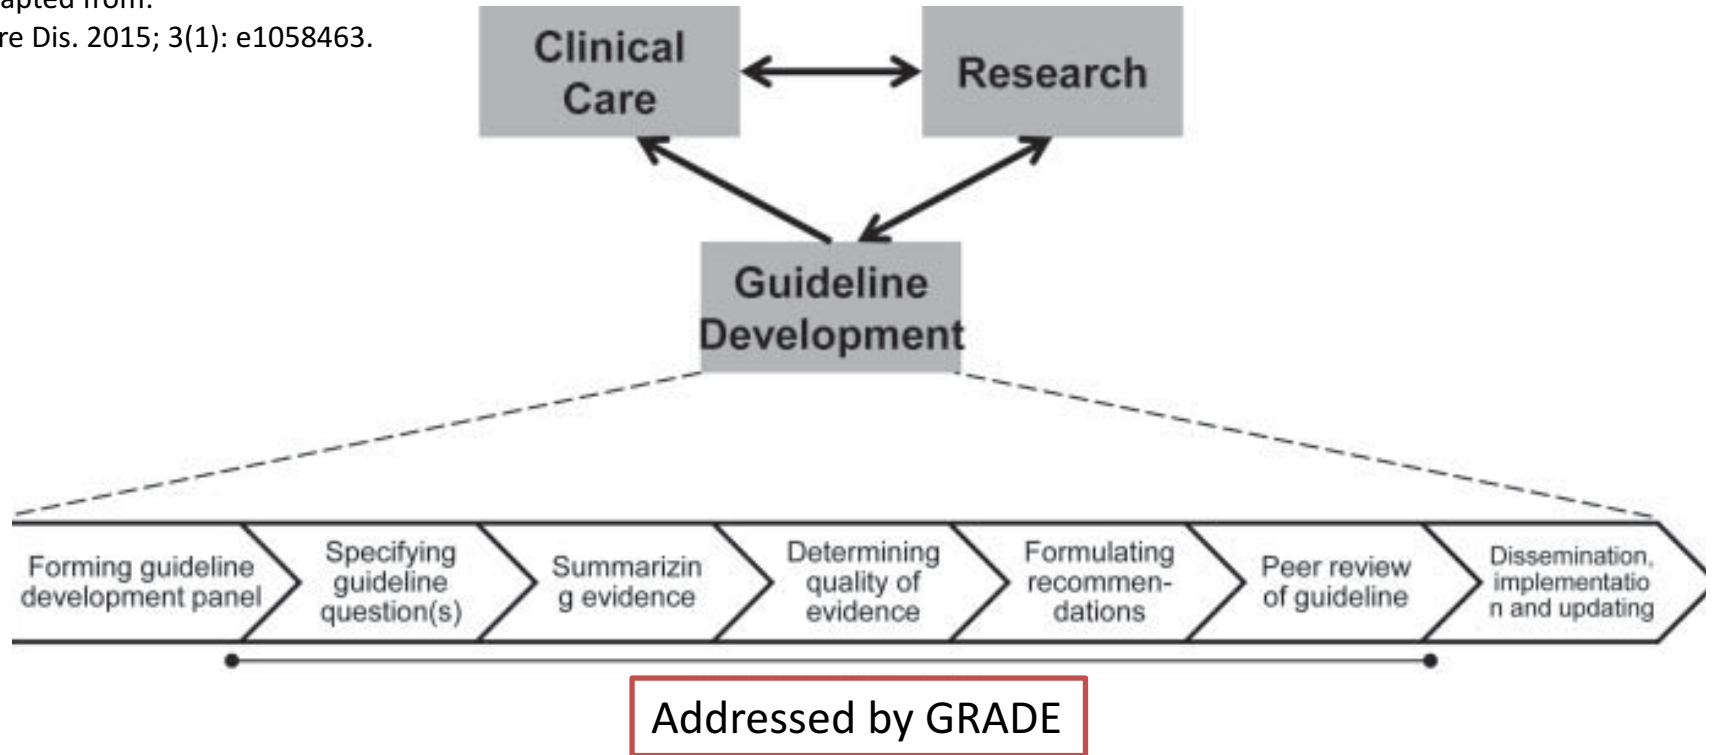 apted from:
re Dis. 2015; 3(1): e1058463.
Clinical
Care
Research
Guideline
Development
Forming guideline
development panel
Specifying
guideline
question(s)
Summarizin
g evidence
Determining
quality of
evidence
Formulating
recommen-
dations
Peer review
of guideline
Dissemination,
implementatio
n and updating
Addressed by GRADE